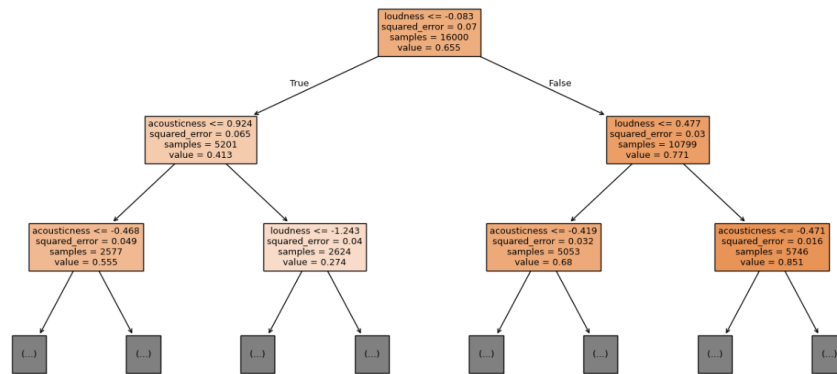 loudness <= -0.083
squared_error = 0.07
samples = 16000
value = 0.655
True
False
acousticness <= 0.924
squared_error = 0.065
samples = 5201
value = 0.413
loudness <= 0.477
squared_error = 0.03
samples = 10799
value = 0.771
acousticness <= -0.468
squared_error = 0.049
samples = 2577
value = 0.555
loudness <= -1.243
squared_error = 0.04
samples = 2624
value = 0.274
acousticness <= -0.419
squared_error = 0.032
samples = 5053
value = 0.68
acousticness <= -0.471
squared_error = 0.016
samples = 5746
value = 0.851
(...)
(...)
(...)
(...)
(...)
(...)
(...)
(...)